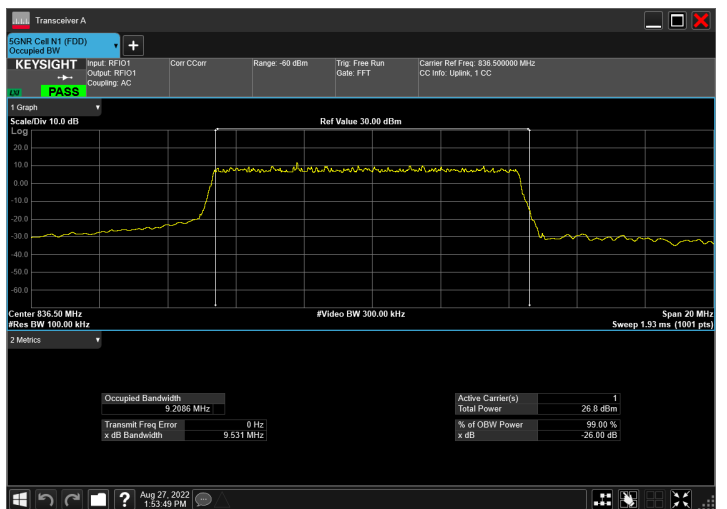 Transceiver A
5GNR Cell N1 (FDD)
Occupied BW
KEYSIGHT
LXI
PASS
Input: RFIO1
Output: RFIO1
Coupling: AC
Corr CCorr
Range: -60 dBm
Trig: Free Run
Gate: FFT
Carrier Ref Freq: 836.500000 MHz
CC Info: Uplink, 1 CC
1 Graph
Scale/Div 10.0 dB
Ref Value 30.00 dBm
Log
20.0
10.0
0.00
-10.0
-20.0
-30.0
-40.0
-50.0
-60.0
Center 836.50 MHz
#Video BW 300.00 kHz
Span 20 MHz
#Res BW 100.00 kHz
Sweep 1.93 ms (1001 pts)
2 Metrics
Occupied Bandwidth
9.2086 MHz
Transmit Freq Error 0 Hz
x dB Bandwidth 9.531 MHz
Active Carrier(s) 1
Total Power 26.8 dBm
% of OBW Power 99.00 %
x dB -26.00 dB
?
Aug 27, 2022
1:53:49 PM